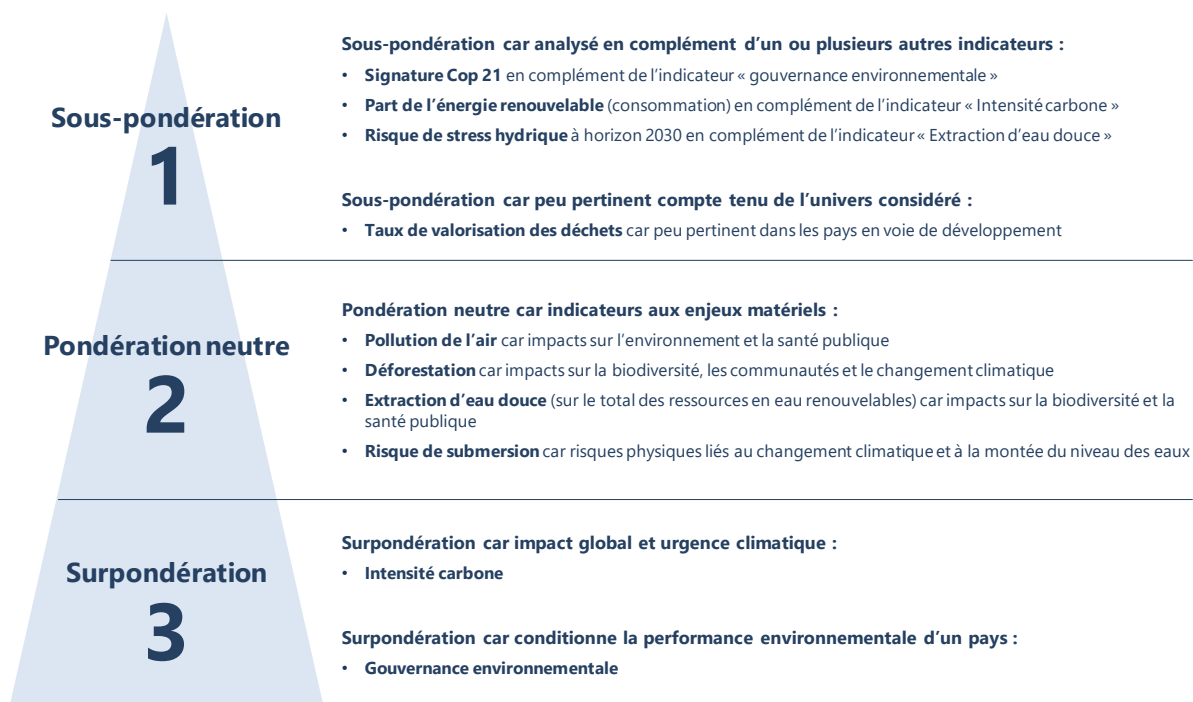 Sous-pondération
1
Sous-pondération car analysé en complément d’un ou plusieurs autres indicateurs :
• Signature Cop 21 en complément de l’indicateur « gouvernance environnementale »
• Part de l’énergie renouvelable (consommation) en complément de l’indicateur « Intensité carbone »
• Risque de stress hydrique à horizon 2030 en complément de l’indicateur « Extraction d’eau douce »
Sous-pondération car peu pertinent compte tenu de l’univers considéré :
• Taux de valorisation des déchets car peu pertinent dans les pays en voie de développement
Pondération neutre
2
Pondération neutre car indicateurs aux enjeux matériels :
• Pollution de l’air car impacts sur l’environnement et la santé publique
• Déforestation car impacts sur la biodiversité, les communautés et le changement climatique
• Extraction d’eau douce (sur le total des ressources en eau renouvelables) car impacts sur la biodiversité et la
santé publique
• Risque de submersion car risques physiques liés au changement climatique et à la montée du niveau des eaux
Surpondération
3
Surpondération car impact global et urgence climatique :
• Intensité carbone
Surpondération car conditionne la performance environnementale d’un pays :
• Gouvernance environnementale